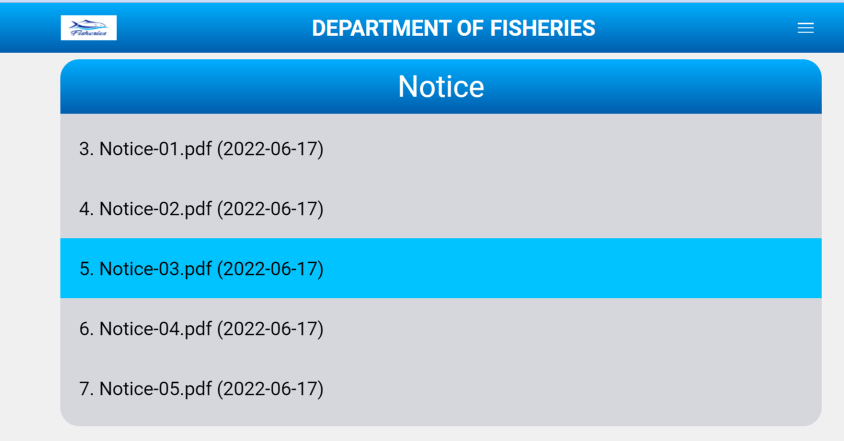 Fisheries
DEPARTMENT OF FISHERIES
Notice
3. Notice-01.pdf (2022-06-17)
4. Notice-02.pdf (2022-06-17)
5. Notice-03.pdf (2022-06-17)
6. Notice-04.pdf (2022-06-17)
7. Notice-05.pdf (2022-06-17)